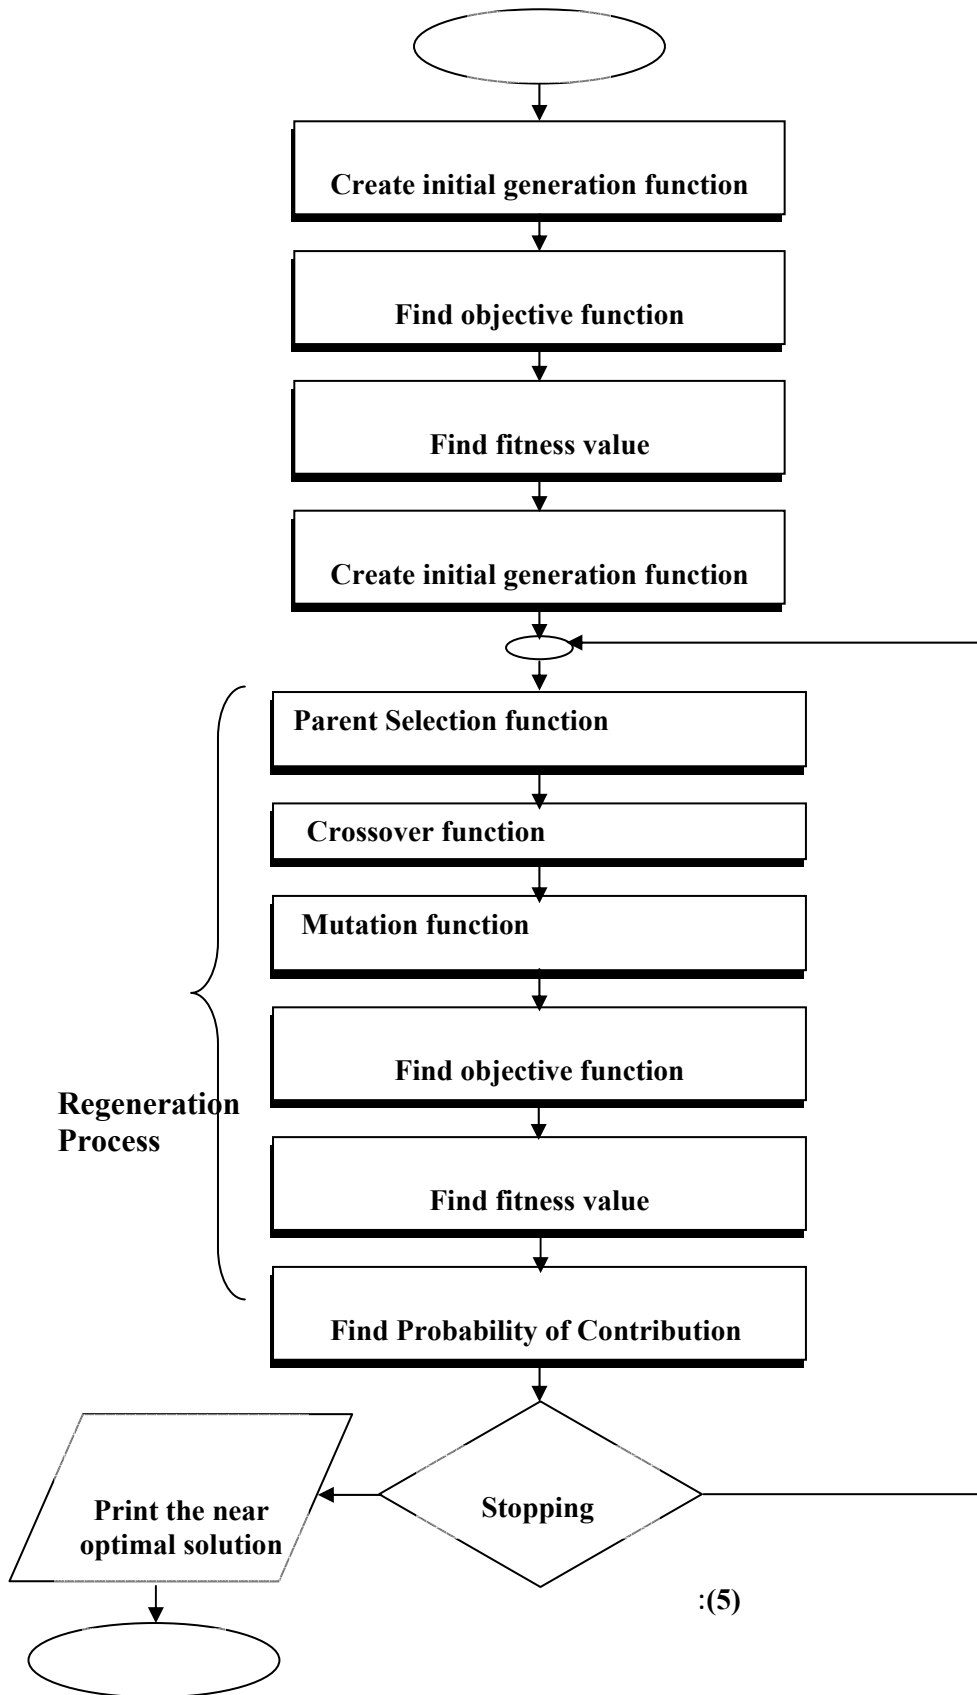 Create initial generation function
Find objective function
Find fitness value
Create initial generation function
Parent Selection function
Crossover function
Mutation function
Find objective function
Regeneration
Process
Find fitness value
Find Probability of Contribution
Stopping
Print the near
optimal solution
:(5)